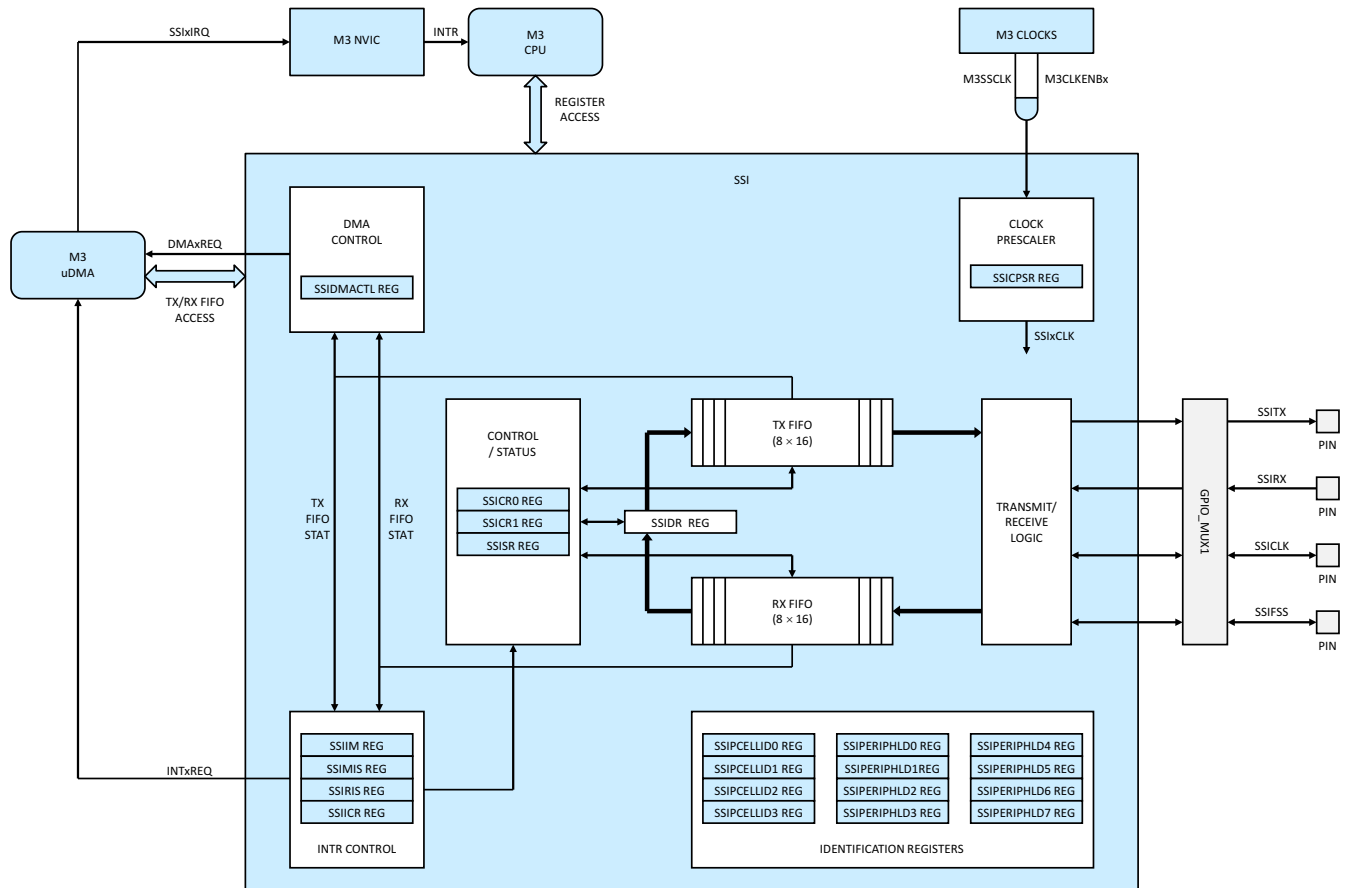 SSIxIRQ
M3 NVIC
INTR
M3
CPU
M3 CLOCKS
M3SSCLK
M3CLKENBx
REGISTER
ACCESS
SSI
DMA
CONTROL
SSIDMACTL REG
CLOCK
PRESCALER
SSICPSR REG
SSIxCLK
M3
uDMA
DMAxREQ
TX/RX FIFO
ACCESS
CONTROL
/ STATUS
SSICR0 REG
SSICR1 REG
SSISR REG
TX FIFO
(8 × 16)
SSIDR REG
RX FIFO
(8 × 16)
TX
FIFO
STAT
RX
FIFO
STAT
TRANSMIT/
RECEIVE
LOGIC
GPIO_MUX1
SSITX
PIN
SSIRX
PIN
SSICLK
PIN
SSIFSS
PIN
INTxREQ
SSIIM REG
SSIMIS REG
SSIRIS REG
SSIICR REG
INTR CONTROL
SSIPCELLID0 REG
SSIPCELLID1 REG
SSIPCELLID2 REG
SSIPCELLID3 REG
SSIPERIPHLD0 REG
SSIPERIPHLD1REG
SSIPERIPHLD2 REG
SSIPERIPHLD3 REG
SSIPERIPHLD4 REG
SSIPERIPHLD5 REG
SSIPERIPHLD6 REG
SSIPERIPHLD7 REG
IDENTIFICATION REGISTERS